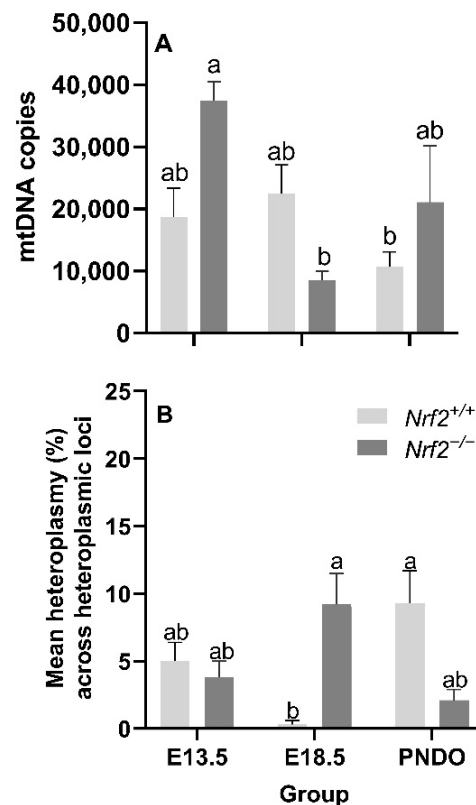 50,000
A
a
40,000
mtDNA copies
30,000
ab
ab
ab
20,000
b
b
10,000
0
25
B
Nrf2+/+
20
Nrf2−/−
Mean heteroplasmy (%)
across heteroplasmic loci
15
a
a
10
ab
ab
5
ab
b
0
E13.5 E18.5 PNDO
Group